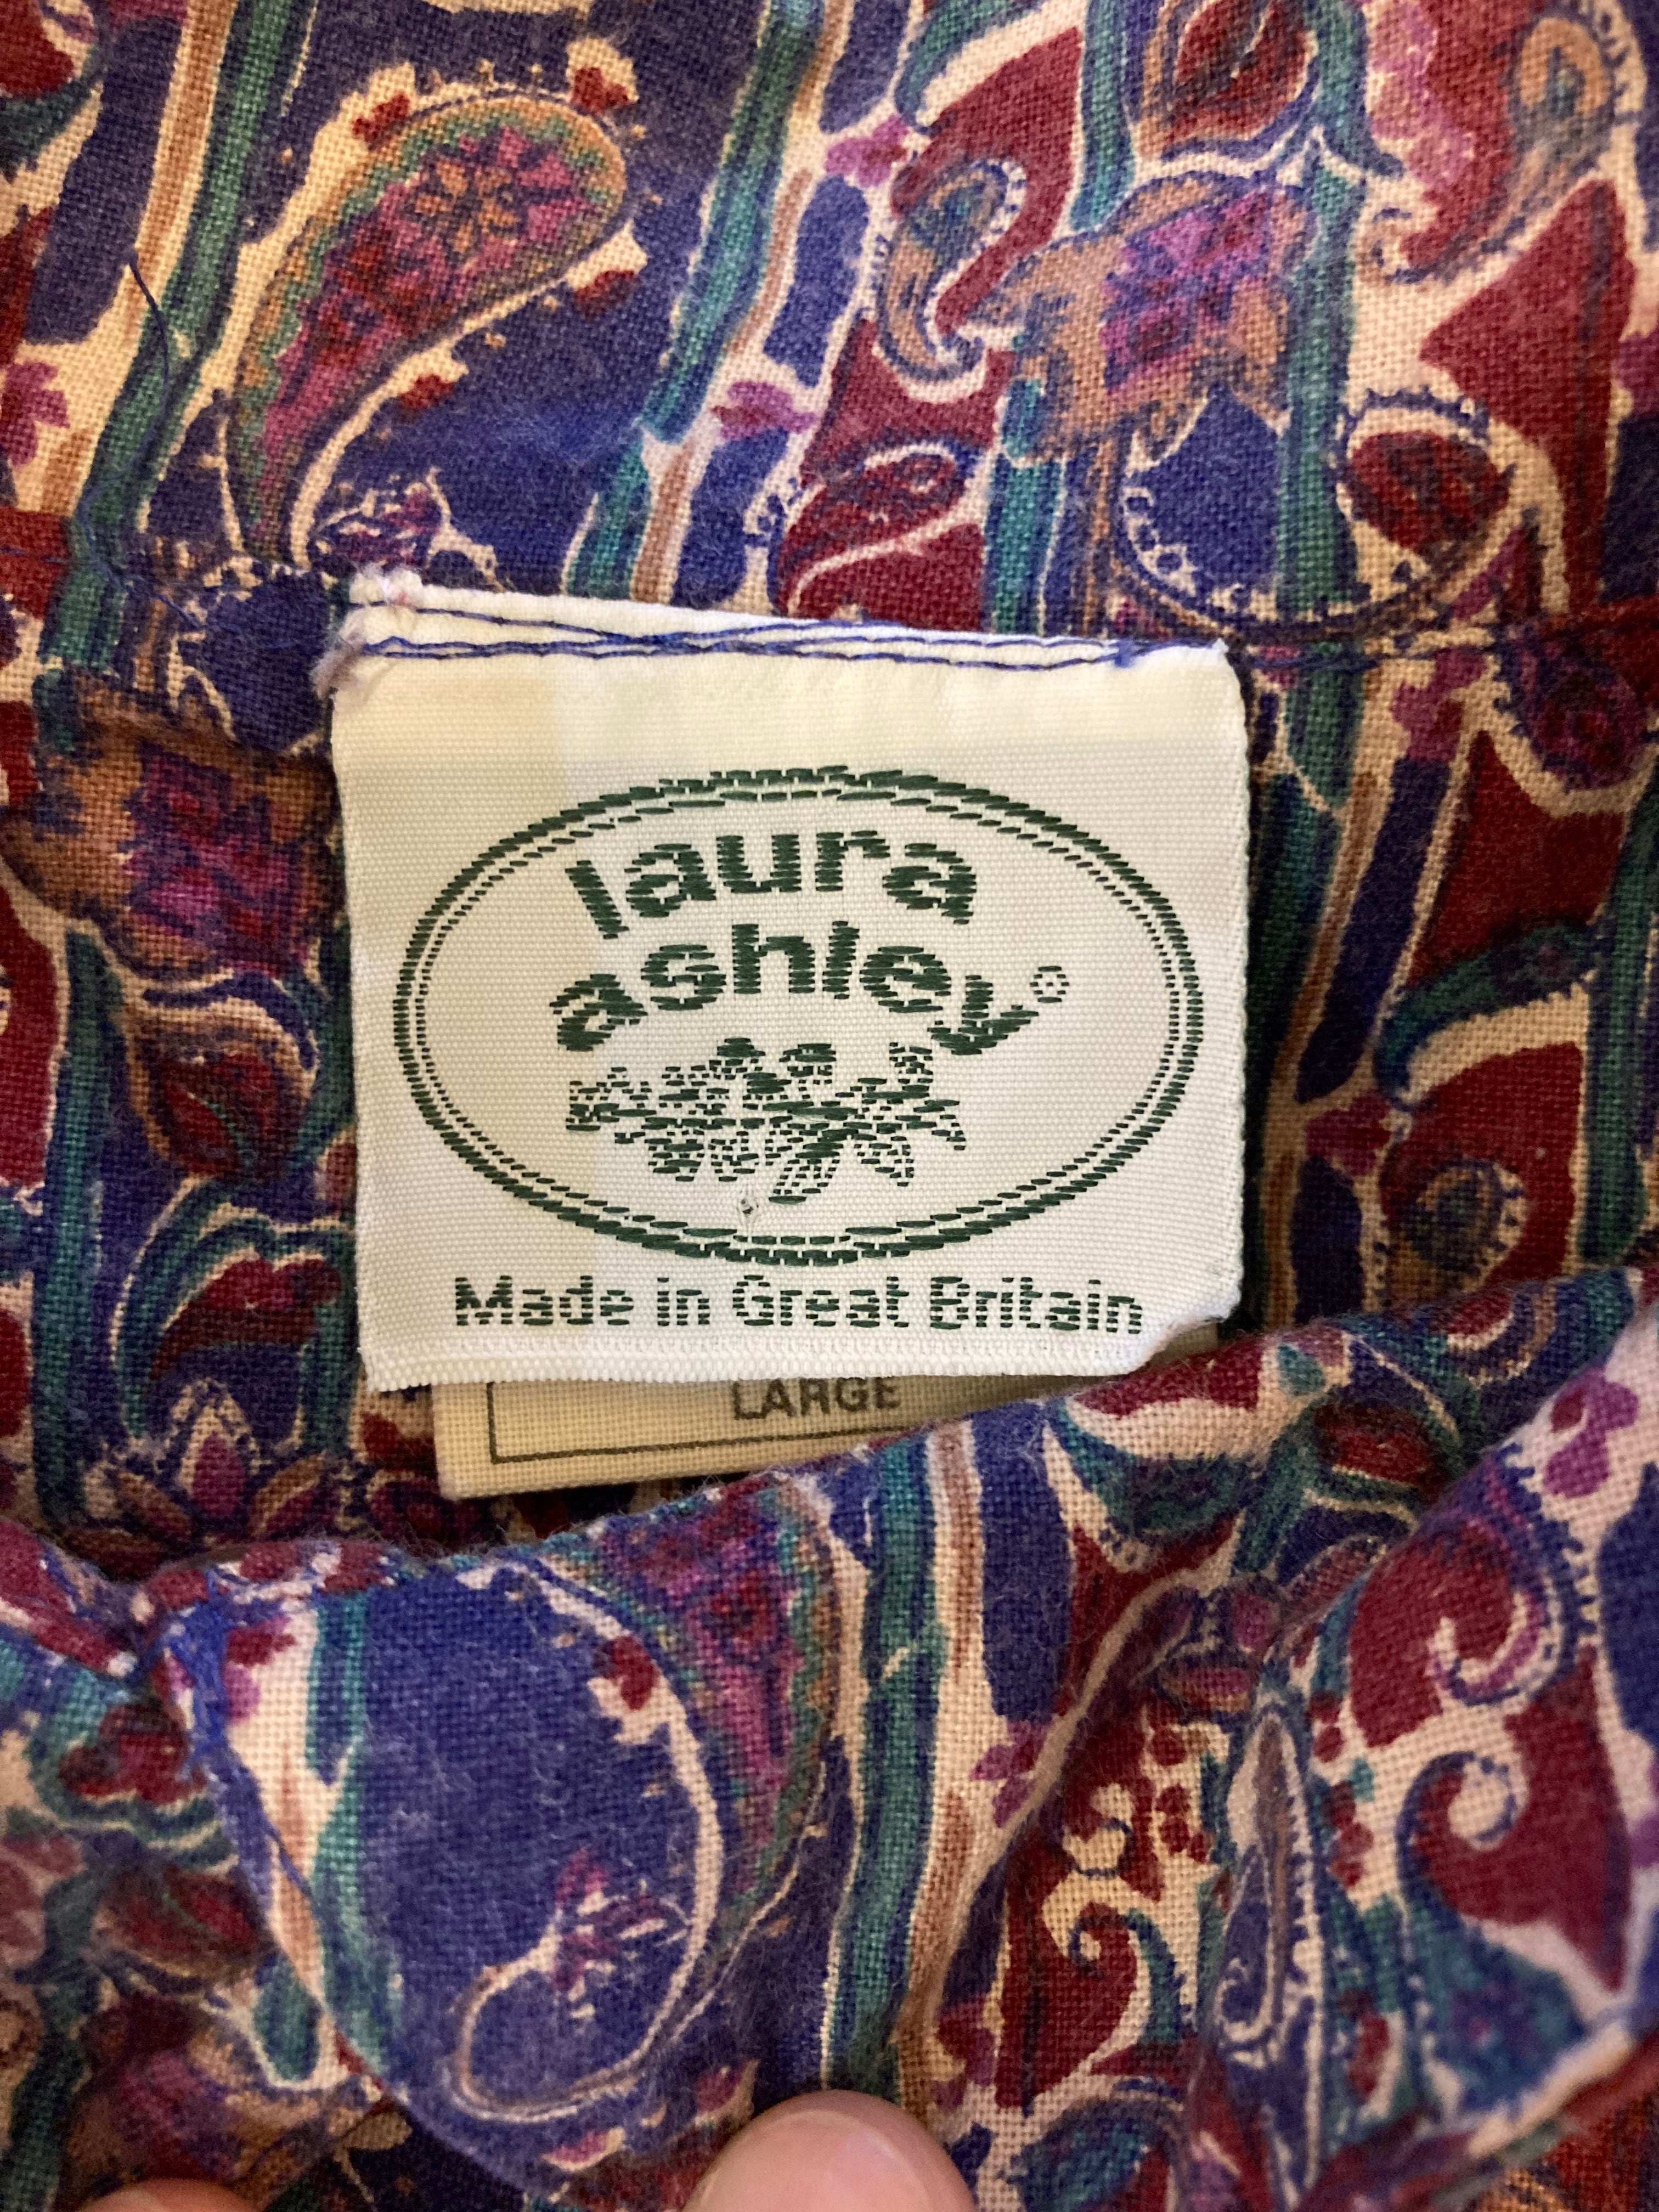 laura
ashley®
Made in Great Britain
LARGE